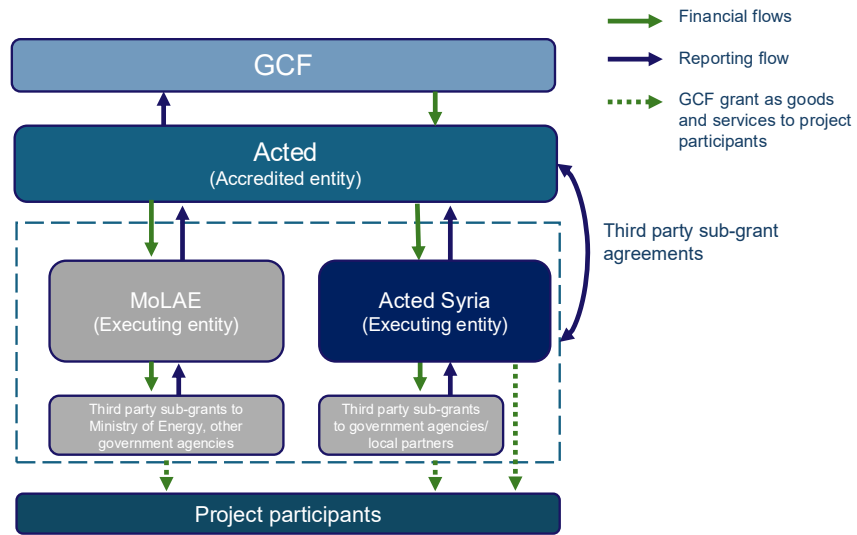 Financial flows
GCF
Reporting flow
GCF grant as goods
and services to project
participants
Acted
(Accredited entity)
Third party sub-grant
agreements
MoLAE
(Executing entity)
Acted Syria
(Executing entity)
Third party sub-grants to
Ministry of Energy, other
government agencies
Third party sub-grants
to government agencies/
local partners
Project participants